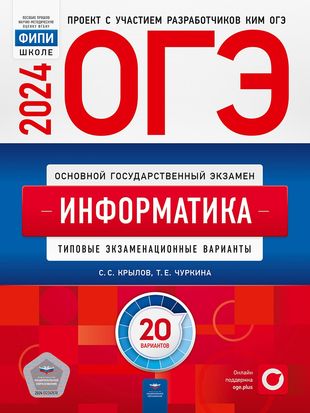 ПРОЕКТ С УЧАСТИЕМ РАЗРАБОТЧИКОВ КИМ ОГЭ
ФИПИ
ШКОЛЕ
2024
ОГЭ
ОСНОВНОЙ ГОСУДАРСТВЕННЫЙ ЭКЗАМЕН
ИНФОРМАТИКА
ТИПОВЫЕ ЭКЗАМЕНАЦИОННЫЕ ВАРИАНТЫ
С. С. КРЫЛОВ, Т. Е. ЧУРКИНА
20
ВАРИАНТОВ
Онлайн
поддержка
oge.plus